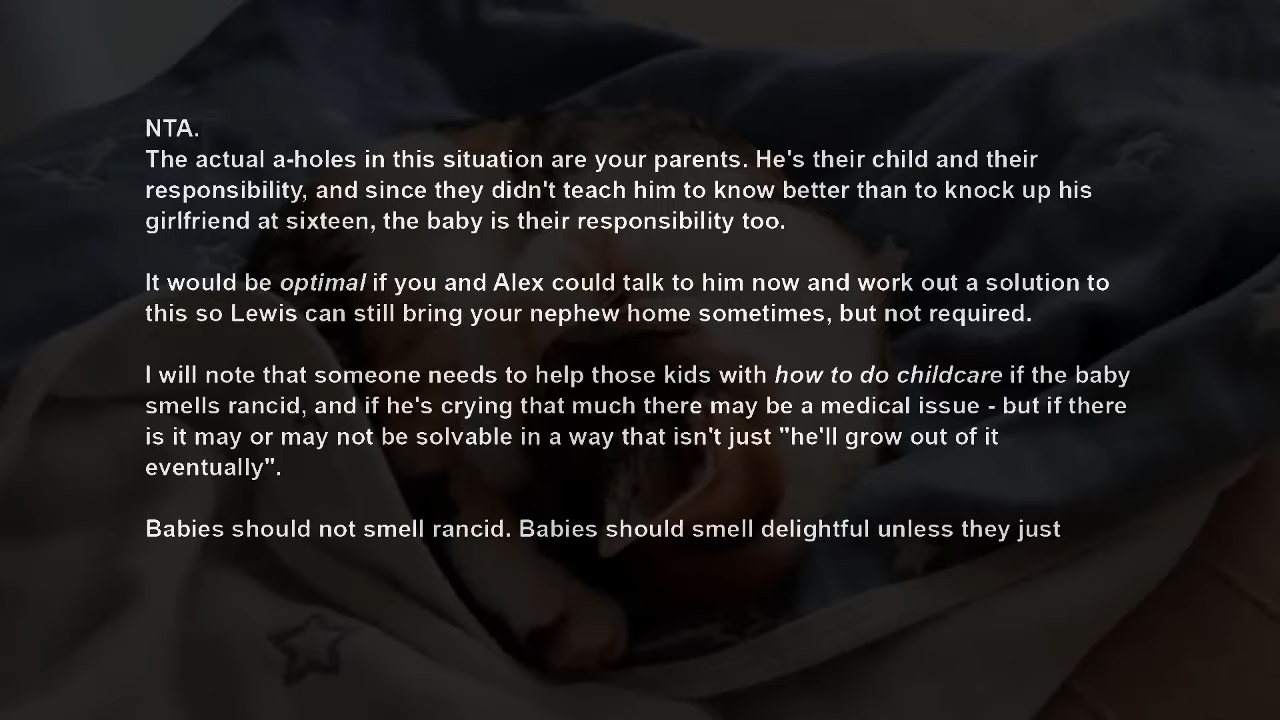 NTA.
The actual a-holes in this situation are your parents. He's their child and their
responsibility, and since they didn't teach him to know better than to knock up his
girlfriend at sixteen, the baby is their responsibility too.
It would be optimal if you and Alex could talk to him now and work out a solution to
this so Lewis can still bring your nephew home sometimes, but not required.
I will note that someone needs to help those kids with how to do childcare if the baby
smells rancid, and if he's crying that much there may be a medical issue - but if there
is it may or may not be solvable in a way that isn't just "he'll grow out of it
eventually".
Babies should not smell rancid. Babies should smell delightful unless they just